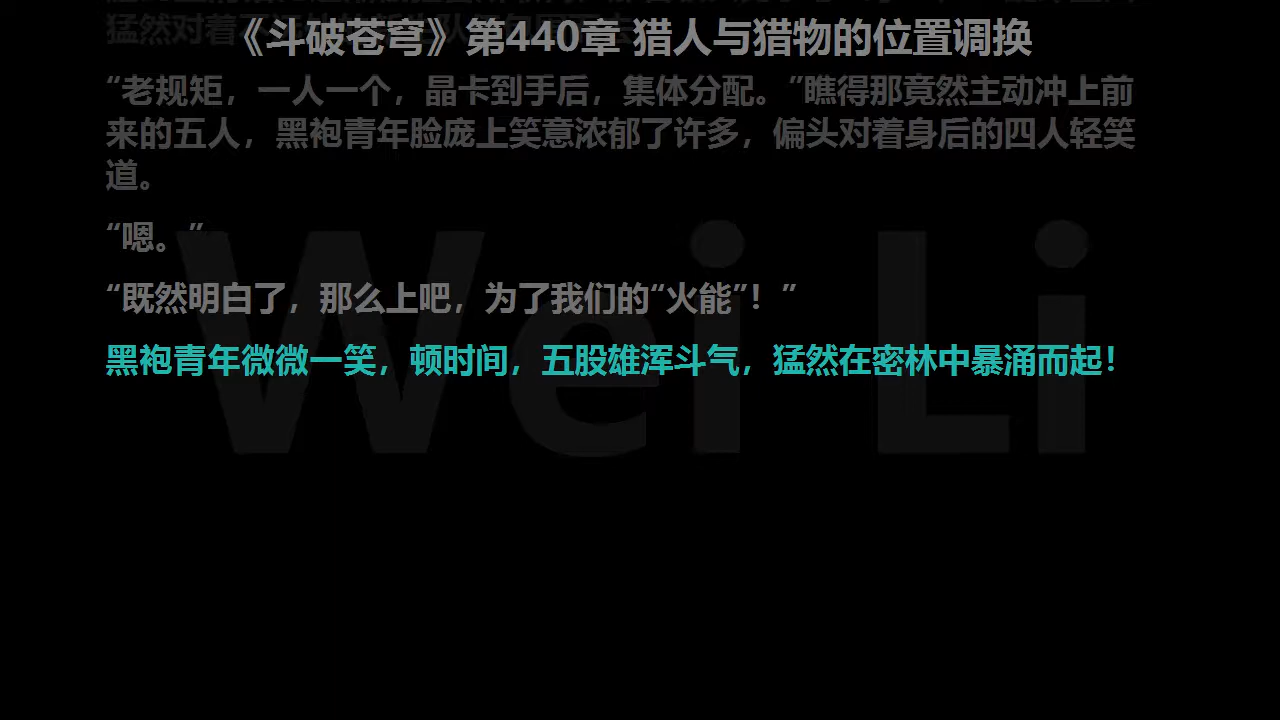 《斗破苍穹》第440章 猎人与猎物的位置调换
“老规矩，一人一个，晶卡到手后，集体分配。”瞧得那竟然主动冲上前
来的五人，黑袍青年脸庞上笑意浓郁了许多，偏头对着身后的四人轻笑
道。
“嗯。”
“既然明白了，那么上吧，为了我们的“火能”！”
黑袍青年微微一笑，顿时间，五股雄浑斗气，猛然在密林中暴涌而起！
Wei Li